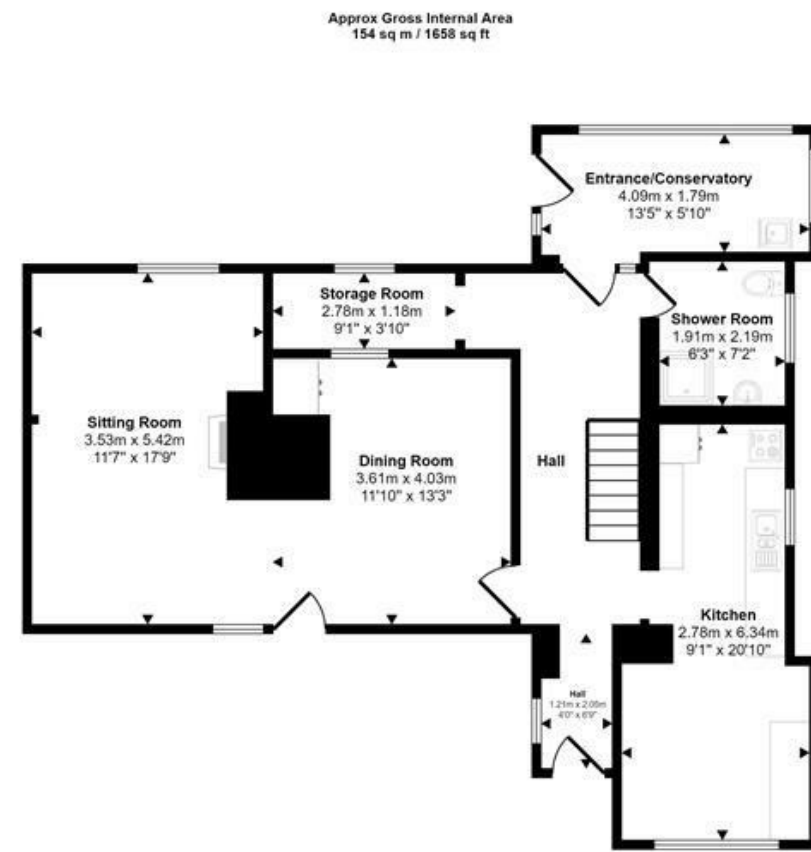 Approx Gross Internal Area
154 sq m / 1658 sq ft
Entrance/Conservatory
4.09m x 1.79m
13'5" x 5'10"
Storage Room
2.78m x 1.18m
9'1" x 3'10"
Shower Room
1.91m x 2.19m
6'3" x 7'2"
Sitting Room
3.53m x 5.42m
11'7" x 17'9"
Dining Room
3.61m x 4.03m
11'10" x 13'3"
Hall
Kitchen
2.78m x 6.34m
9'1" x 20'10"
Hall
1.21m x 2.06m
4'0" x 6'9"